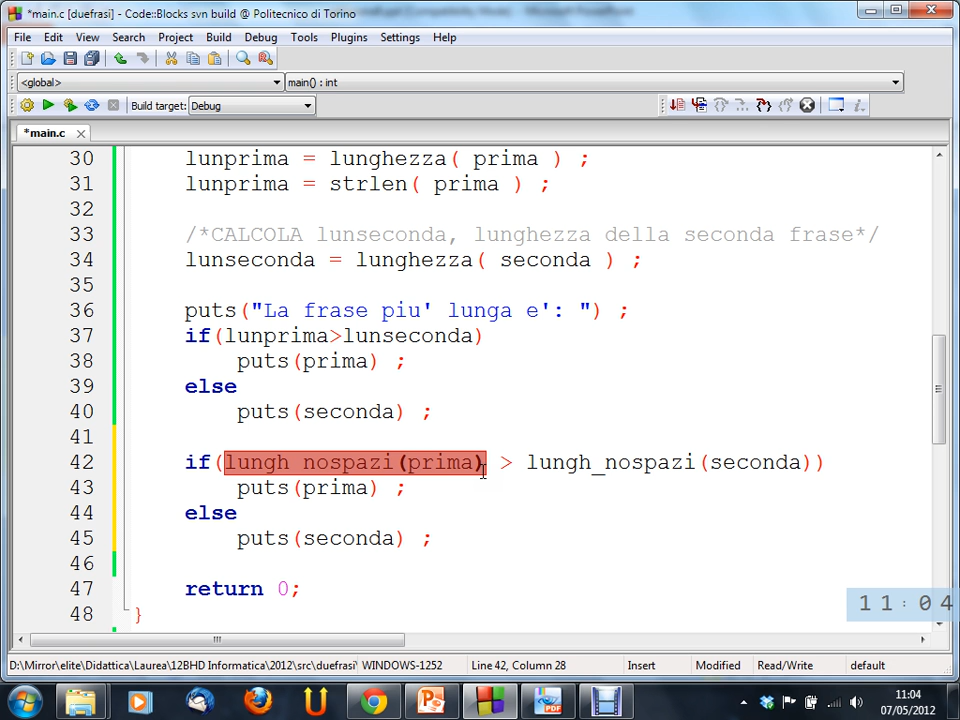 *main.c [duefrasi] - Code::Blocks svn build @ Politecnico di Torino
File Edit View Search Project Build Debug Tools Plugins Settings Help
<global> main() : int
Build target: Debug
*main.c
30 lunprima = lunghezza( prima ) ;
31 lunprima = strlen( prima ) ;
32
33 /*CALCOLA lunseconda, lunghezza della seconda frase*/
34 lunseconda = lunghezza( seconda ) ;
35
36 puts("La frase piu' lunga e': ") ;
37 if(lunprima>lunseconda)
38 puts(prima) ;
39 else
40 puts(seconda) ;
41
42 if(lungh_nospazi(prima) > lungh_nospazi(seconda))
43 puts(prima) ;
44 else
45 puts(seconda) ;
46
47 return 0;
48 }
11:04
D:\Mirror\elite\Didattica\Laurea\12BHD Informatica\2012\src\duefrasi\ WINDOWS-1252 Line 42, Column 28 Insert Modified Read/Write default
11:04
07/05/2012